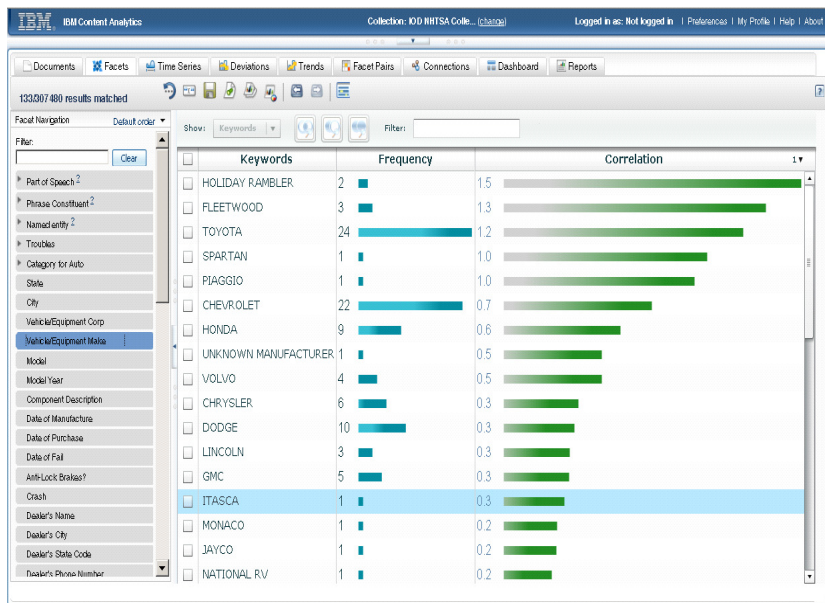 IBM. IBM Content Analytics Collection: IOD NHTSA Colle... (change) Logged in as: Not logged in | Preferences | My Profile | Help | About
Documents Facets Time Series Deviations Trends Facet Pairs Connections Dashboard Reports
133/307480 results matched
Facet Navigation Default order
Filter:
Clear
Part of Speech 2
Phrase Constituent 2
Named entity 2
Troubles
Category for Auto
State
City
Vehicle/Equipment Corp
Vehicle/Equipment Make
Model
Model Year
Component Description
Date of Manufacture
Date of Purchase
Date of Fail
Anti-Lock Brakes?
Crash
Dealer's Name
Dealer's City
Dealer's State Code
Dealer's Phone Number
Show: Keywords Filter:
Keywords Frequency Correlation 1
HOLIDAY RAMBLER 2 1.5
FLEETWOOD 3 1.3
TOYOTA 24 1.2
SPARTAN 1 1.0
PIAGGIO 1 1.0
CHEVROLET 22 0.7
HONDA 9 0.6
UNKNOWN MANUFACTURER 1 0.5
VOLVO 4 0.5
CHRYSLER 6 0.3
DODGE 10 0.3
LINCOLN 3 0.3
GMC 5 0.3
ITASCA 1 0.3
MONACO 1 0.2
JAYCO 1 0.2
NATIONAL RV 1 0.2